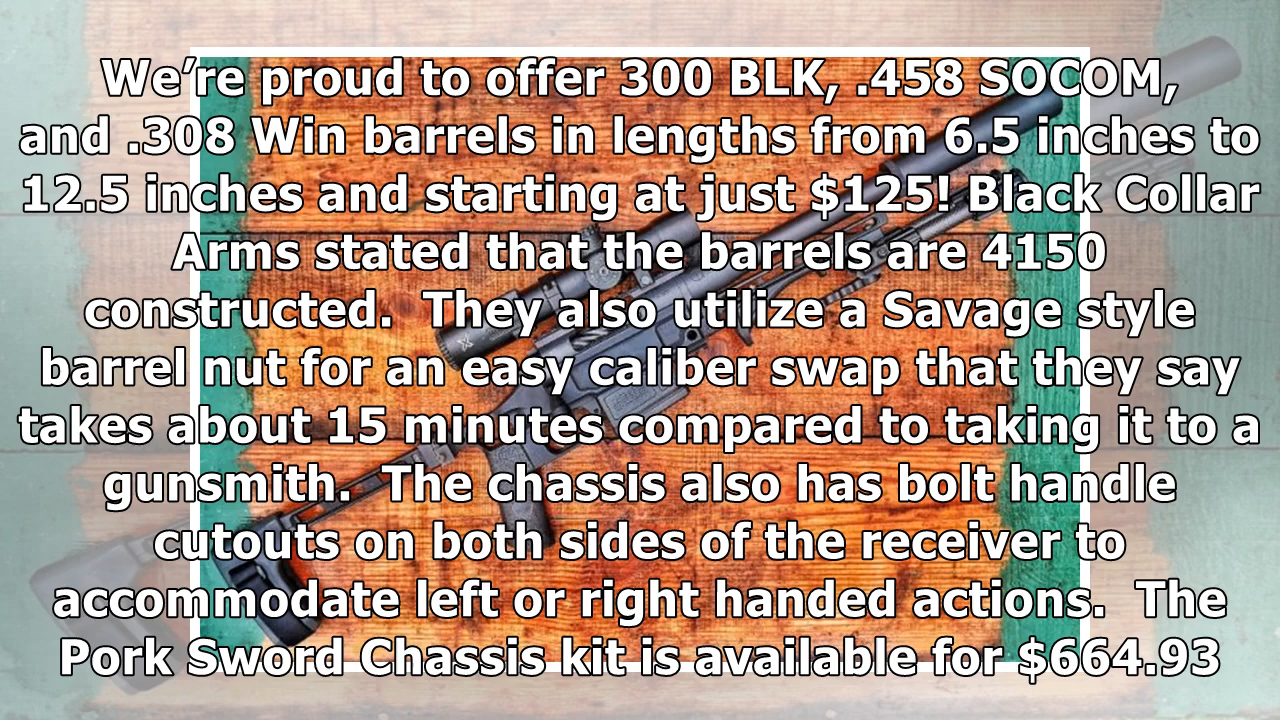 We’re proud to offer 300 BLK, .458 SOCOM,
and .308 Win barrels in lengths from 6.5 inches to
12.5 inches and starting at just $125! Black Collar
Arms stated that the barrels are 4150
constructed.  They also utilize a Savage style
barrel nut for an easy caliber swap that they say
takes about 15 minutes compared to taking it to a
gunsmith.  The chassis also has bolt handle
cutouts on both sides of the receiver to
accommodate left or right handed actions.  The
Pork Sword Chassis kit is available for $664.93